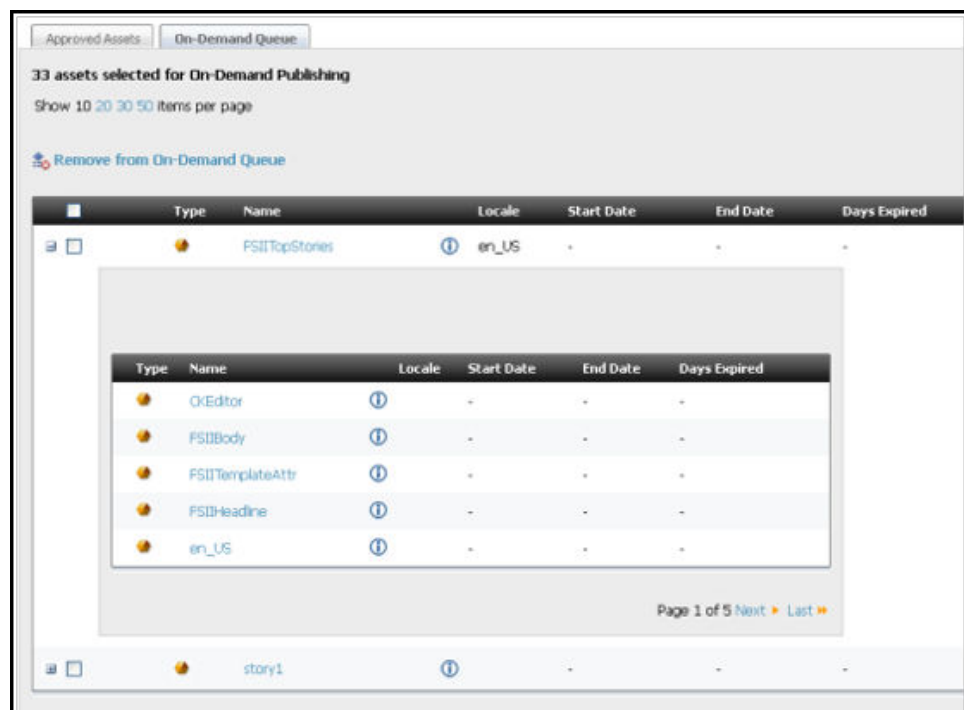 Approved Assets On-Demand Queue
33 assets selected for On-Demand Publishing
Show 10 20 30 50 items per page
Remove from On-Demand Queue
Type Name Locale Start Date End Date Days Expired
FSIITopStories en_US - - -
Type Name Locale Start Date End Date Days Expired
CKEditor - - -
FSIIBody - - -
FSIITemplateAttr - - -
FSIIHeadline - - -
en_US - - -
Page 1 of 5 Next Last
story1 - - -